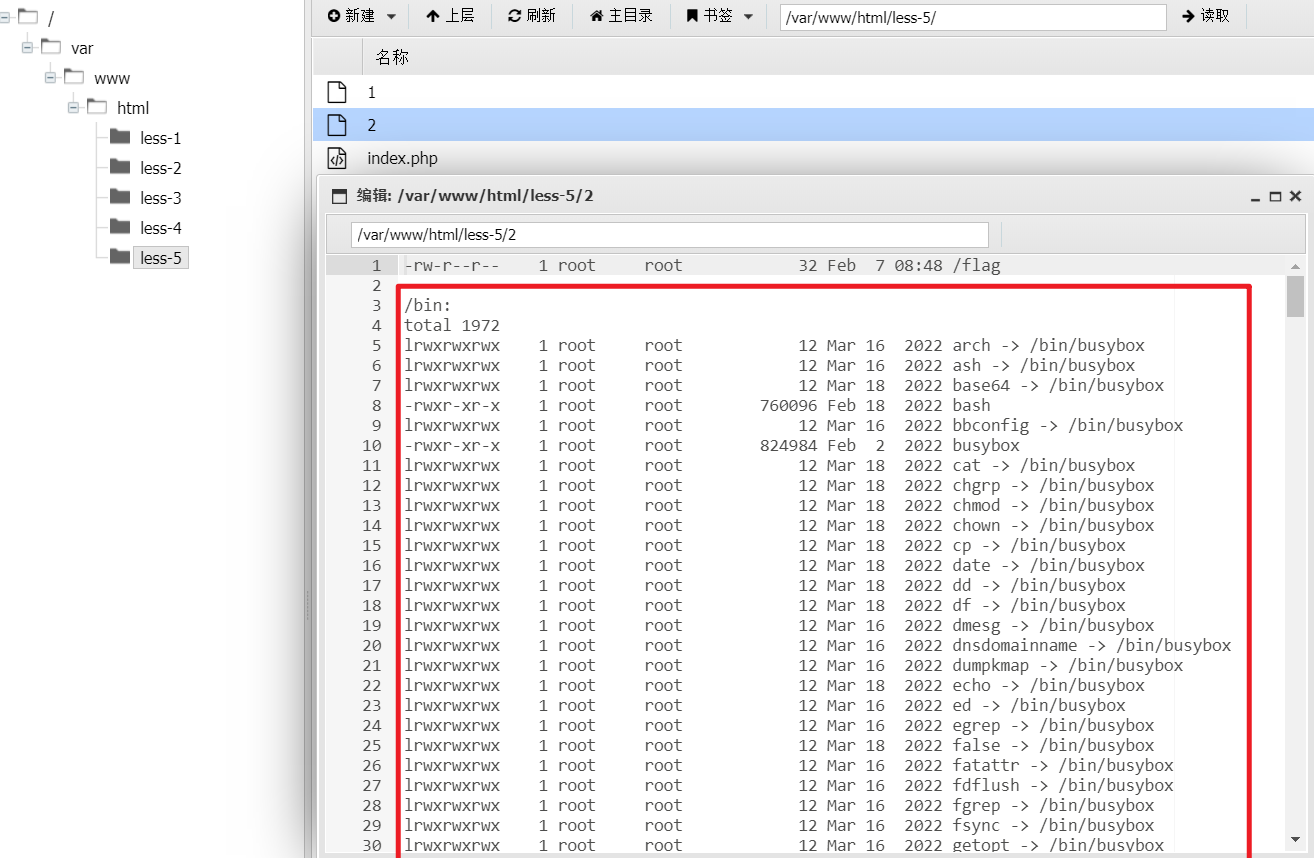 /
var
www
html
less-1
less-2
less-3
less-4
less-5
新建 上层 刷新 主目录 书签 /var/www/html/less-5/ 读取
名称
1
2
index.php
编辑: /var/www/html/less-5/2
/var/www/html/less-5/2
1 -rw-r--r--    1 root     root            32 Feb  7 08:48 /flag
2
3 /bin:
4 total 1972
5 lrwxrwxrwx    1 root     root            12 Mar 16  2022 arch -> /bin/busybox
6 lrwxrwxrwx    1 root     root            12 Mar 16  2022 ash -> /bin/busybox
7 lrwxrwxrwx    1 root     root            12 Mar 18  2022 base64 -> /bin/busybox
8 -rwxr-xr-x    1 root     root        760096 Feb 18  2022 bash
9 lrwxrwxrwx    1 root     root            12 Mar 16  2022 bbconfig -> /bin/busybox
10 -rwxr-xr-x    1 root     root        824984 Feb  2  2022 busybox
11 lrwxrwxrwx    1 root     root            12 Mar 18  2022 cat -> /bin/busybox
12 lrwxrwxrwx    1 root     root            12 Mar 18  2022 chgrp -> /bin/busybox
13 lrwxrwxrwx    1 root     root            12 Mar 18  2022 chmod -> /bin/busybox
14 lrwxrwxrwx    1 root     root            12 Mar 18  2022 chown -> /bin/busybox
15 lrwxrwxrwx    1 root     root            12 Mar 18  2022 cp -> /bin/busybox
16 lrwxrwxrwx    1 root     root            12 Mar 18  2022 date -> /bin/busybox
17 lrwxrwxrwx    1 root     root            12 Mar 18  2022 dd -> /bin/busybox
18 lrwxrwxrwx    1 root     root            12 Mar 18  2022 df -> /bin/busybox
19 lrwxrwxrwx    1 root     root            12 Mar 16  2022 dmesg -> /bin/busybox
20 lrwxrwxrwx    1 root     root            12 Mar 16  2022 dnsdomainname -> /bin/busybox
21 lrwxrwxrwx    1 root     root            12 Mar 16  2022 dumpkmap -> /bin/busybox
22 lrwxrwxrwx    1 root     root            12 Mar 18  2022 echo -> /bin/busybox
23 lrwxrwxrwx    1 root     root            12 Mar 16  2022 ed -> /bin/busybox
24 lrwxrwxrwx    1 root     root            12 Mar 16  2022 egrep -> /bin/busybox
25 lrwxrwxrwx    1 root     root            12 Mar 18  2022 false -> /bin/busybox
26 lrwxrwxrwx    1 root     root            12 Mar 16  2022 fatattr -> /bin/busybox
27 lrwxrwxrwx    1 root     root            12 Mar 16  2022 fdflush -> /bin/busybox
28 lrwxrwxrwx    1 root     root            12 Mar 16  2022 fgrep -> /bin/busybox
29 lrwxrwxrwx    1 root     root            12 Mar 16  2022 fsync -> /bin/busybox
30 lrwxrwxrwx    1 root     root            12 Mar 16  2022 getopt -> /bin/busybox